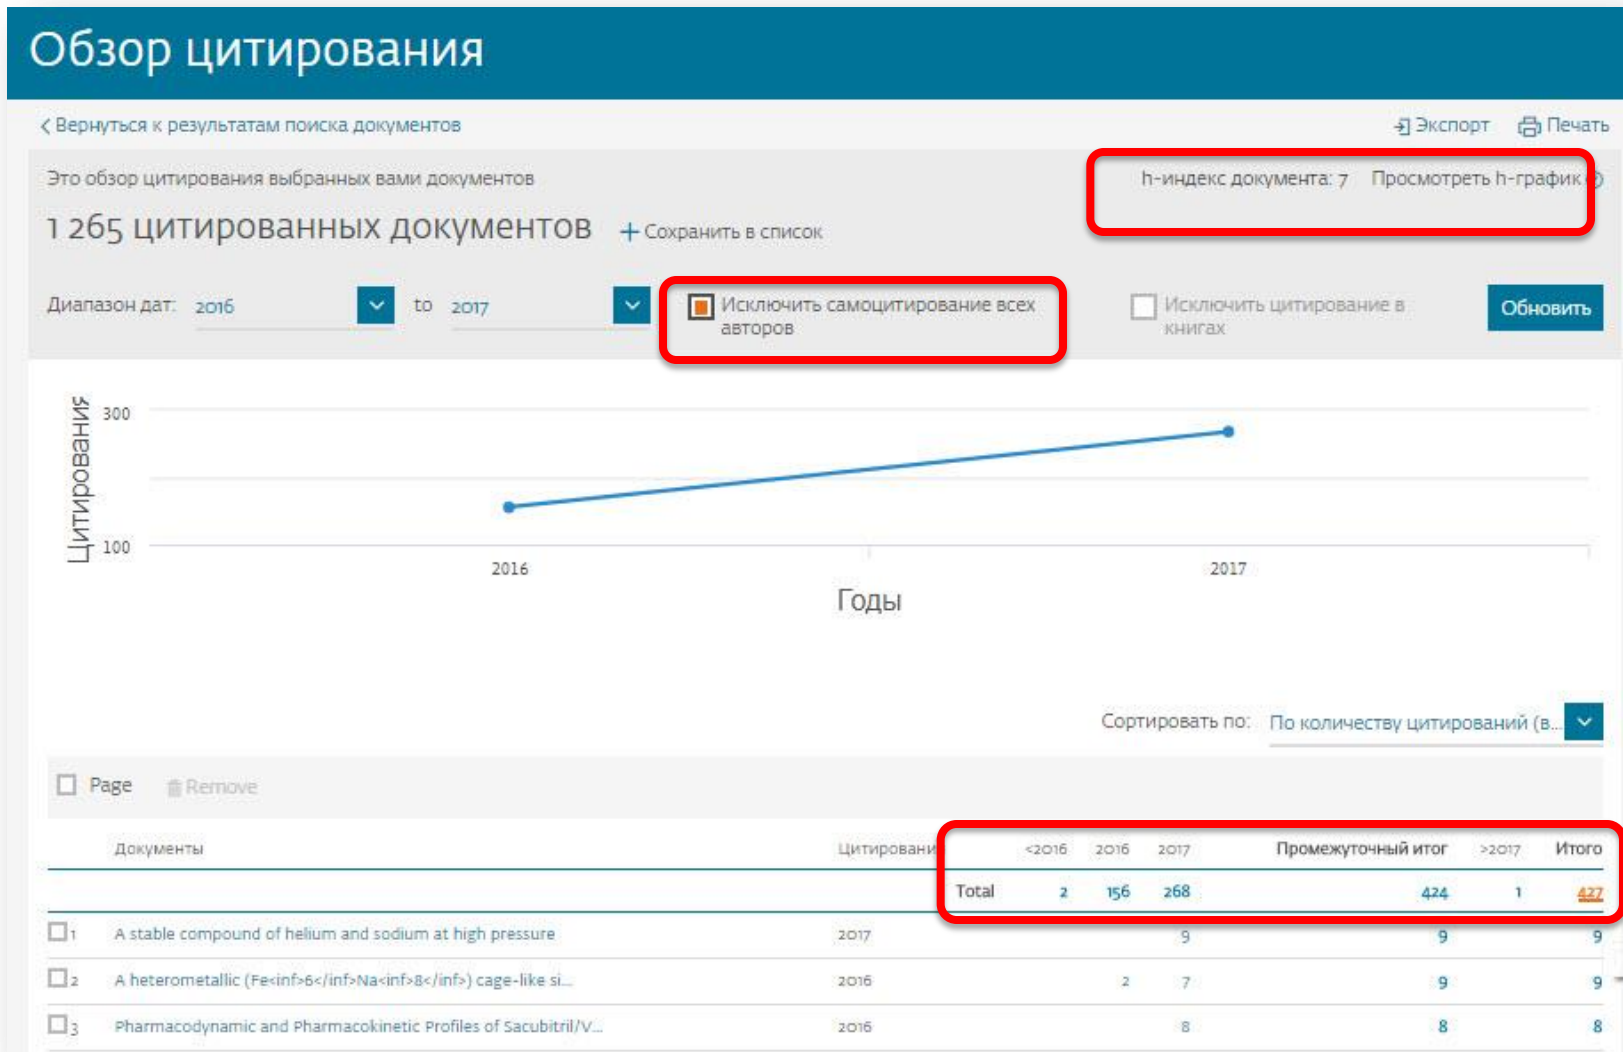 Обзор цитирования
Вернуться к результатам поиска документов
Экспорт Печать
Это обзор цитирования выбранных вами документов
h-индекс документа: 7 Просмотреть h-график
1 265 цитированных документов + Сохранить в список
Диапазон дат: 2016 to 2017
Исключить самоцитирование всех
авторов
Исключить цитирование в
книгах
Обновить
Цитирования
300
100
2016 2017
Годы
Сортировать по: По количеству цитирований (в...
Page Remove
Документы Цитировани <2016 2016 2017 Промежуточный итог >2017 Итого
Total 2 156 268 424 1 427
1 A stable compound of helium and sodium at high pressure 2017 9 9 9
2 A heterometallic (Fe<inf>6</inf>Na<inf>8</inf>) cage-like si... 2016 2 7 9 9
3 Pharmacodynamic and Pharmacokinetic Profiles of Sacubitril/V... 2016 8 8 8